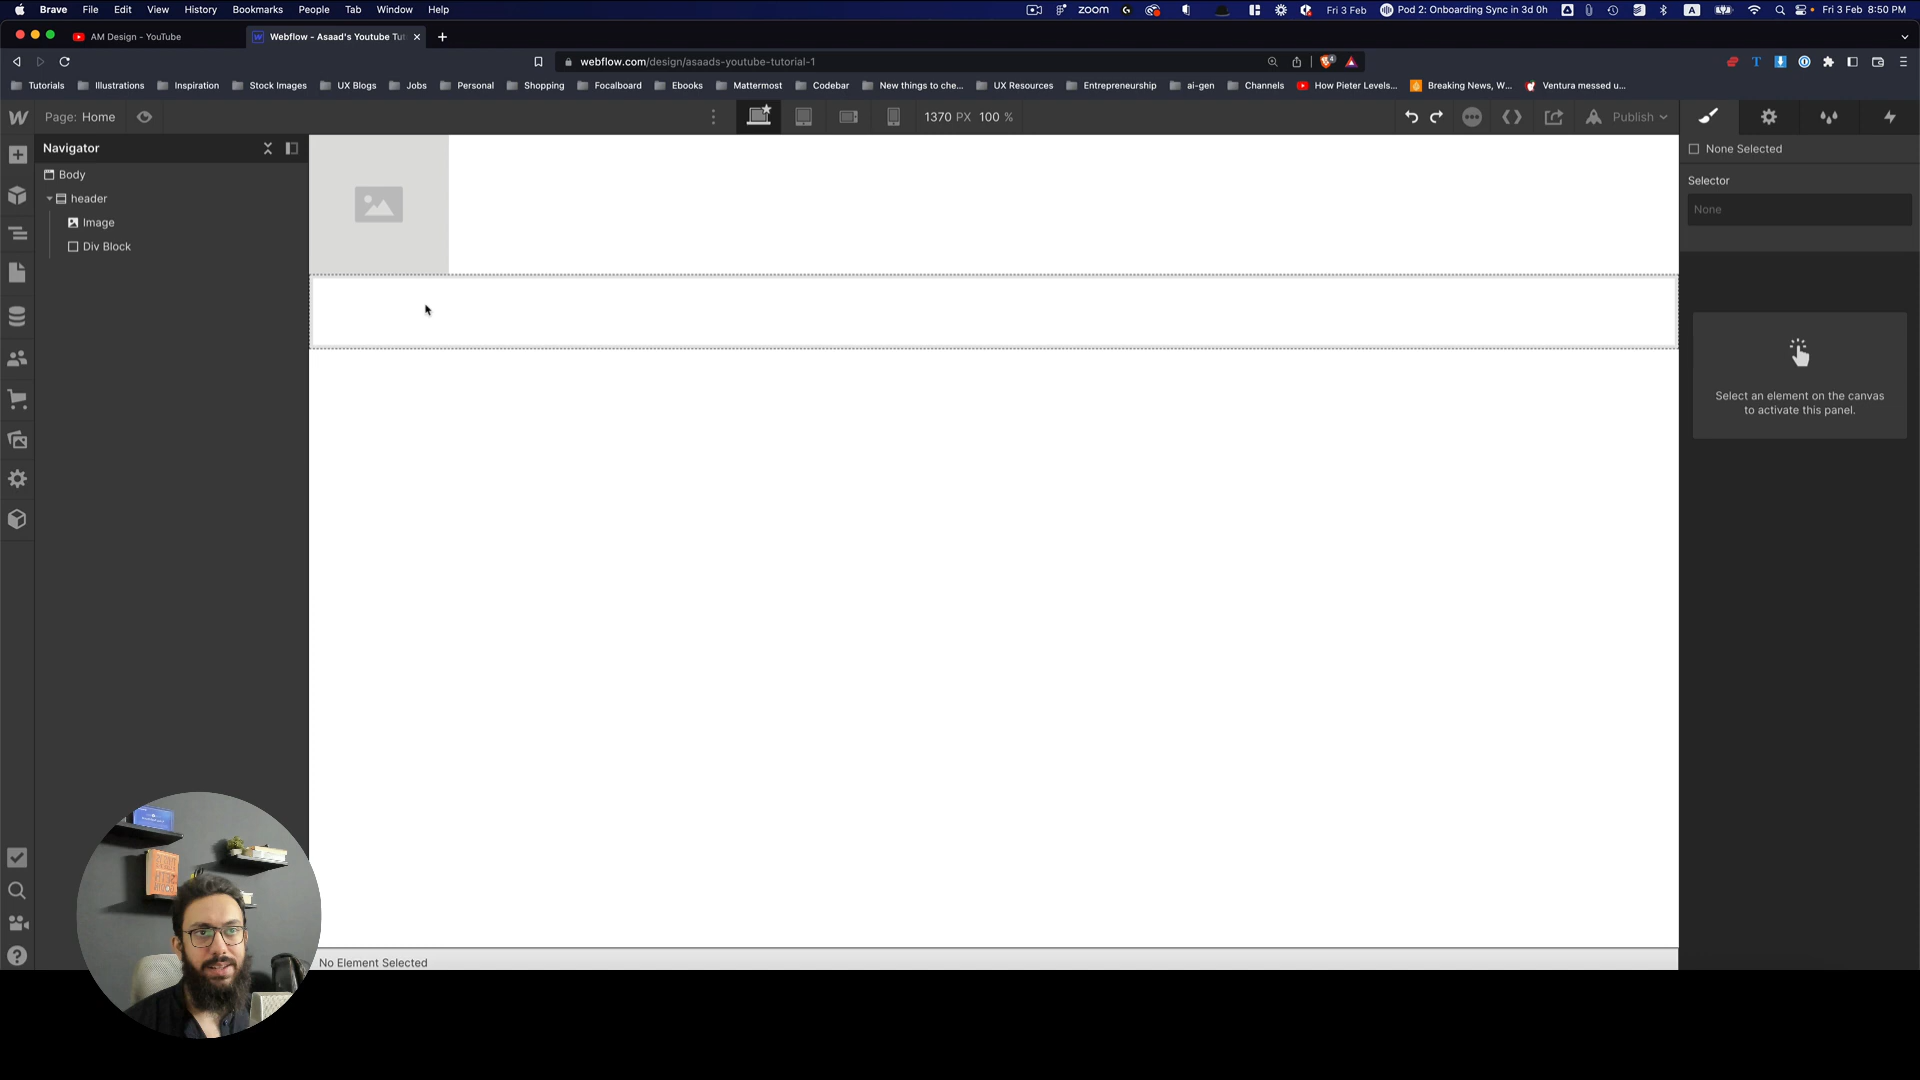 Brave File Edit View History Bookmarks People Tab Window Help zoom Fri 3 Feb Pod 2: Onboarding Sync in 3d 0h A Fri 3 Feb 8:50 PM
AM Design - YouTube Webflow - Asaad's Youtube Tut
webflow.com/design/asaads-youtube-tutorial-1
Tutorials Illustrations Inspiration Stock Images UX Blogs Jobs Personal Shopping Focalboard Ebooks Mattermost Codebar New things to che... UX Resources Entrepreneurship ai-gen Channels How Pieter Levels... Breaking News, W... Ventura messed u...
Page: Home 1370 PX 100 % Publish
Navigator
None Selected
Body
Selector
header
None
Image
Div Block
Select an element on the canvas
to activate this panel.
No Element Selected